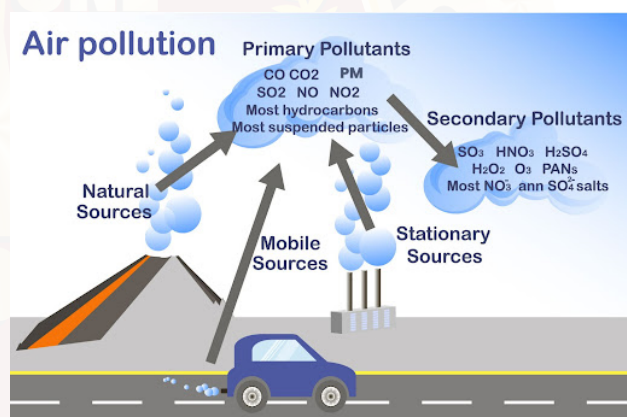 Air pollution
Primary Pollutants
CO CO2 PM
SO2 NO NO2
Most hydrocarbons
Most suspended particles
Secondary Pollutants
SO₃ HNO₃ H₂SO₄
H₂O₂ O₃ PANs
Most NO₃⁻ ann SO₄²⁻ salts
Natural
Sources
Mobile
Sources
Stationary
Sources